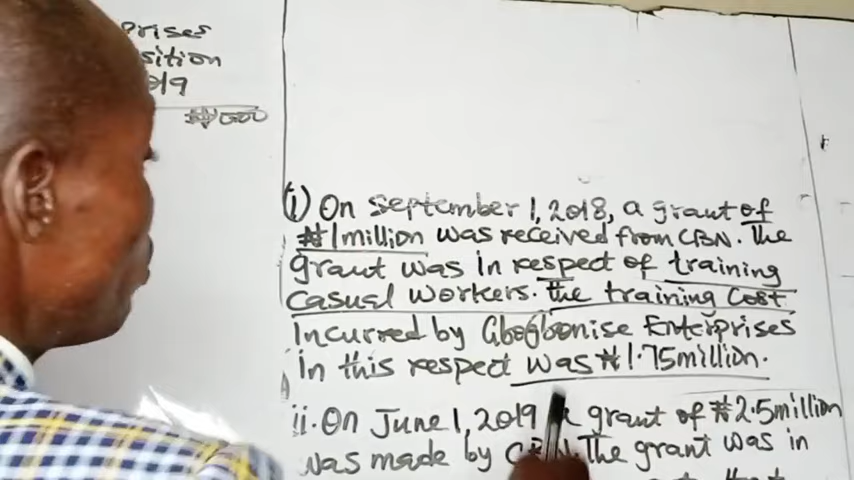 prises
sition
2019
₦000
(i) On September 1, 2018, a grant of
₦1million was received from CBN. The
grant was in respect of training
casual workers. the training cost
incurred by Gbogbonise Enterprises
in this respect was ₦1.75million.
ii. On June 1, 2019 a grant of ₦2.5million
was made by CBN. The grant was in